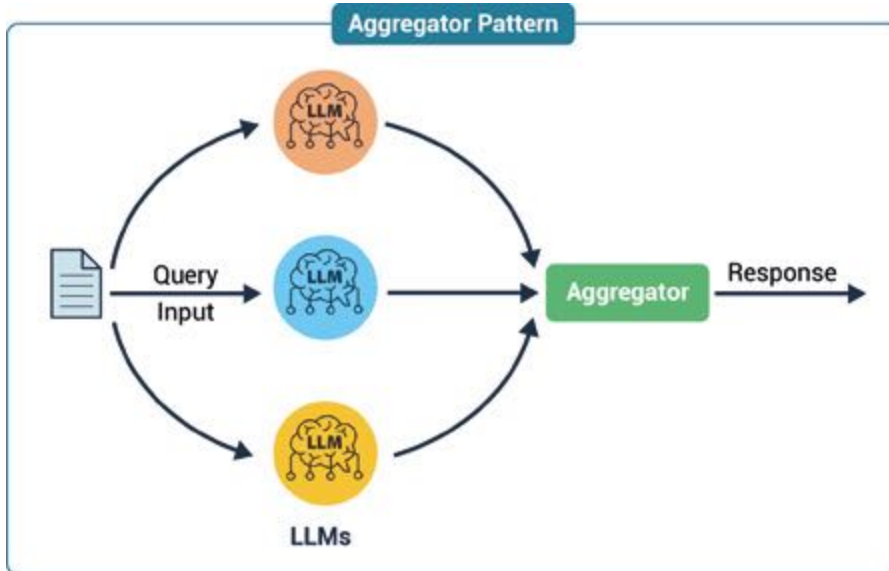 Aggregator Pattern
LLM
Query
Input
LLM
Aggregator
Response
LLM
LLMs